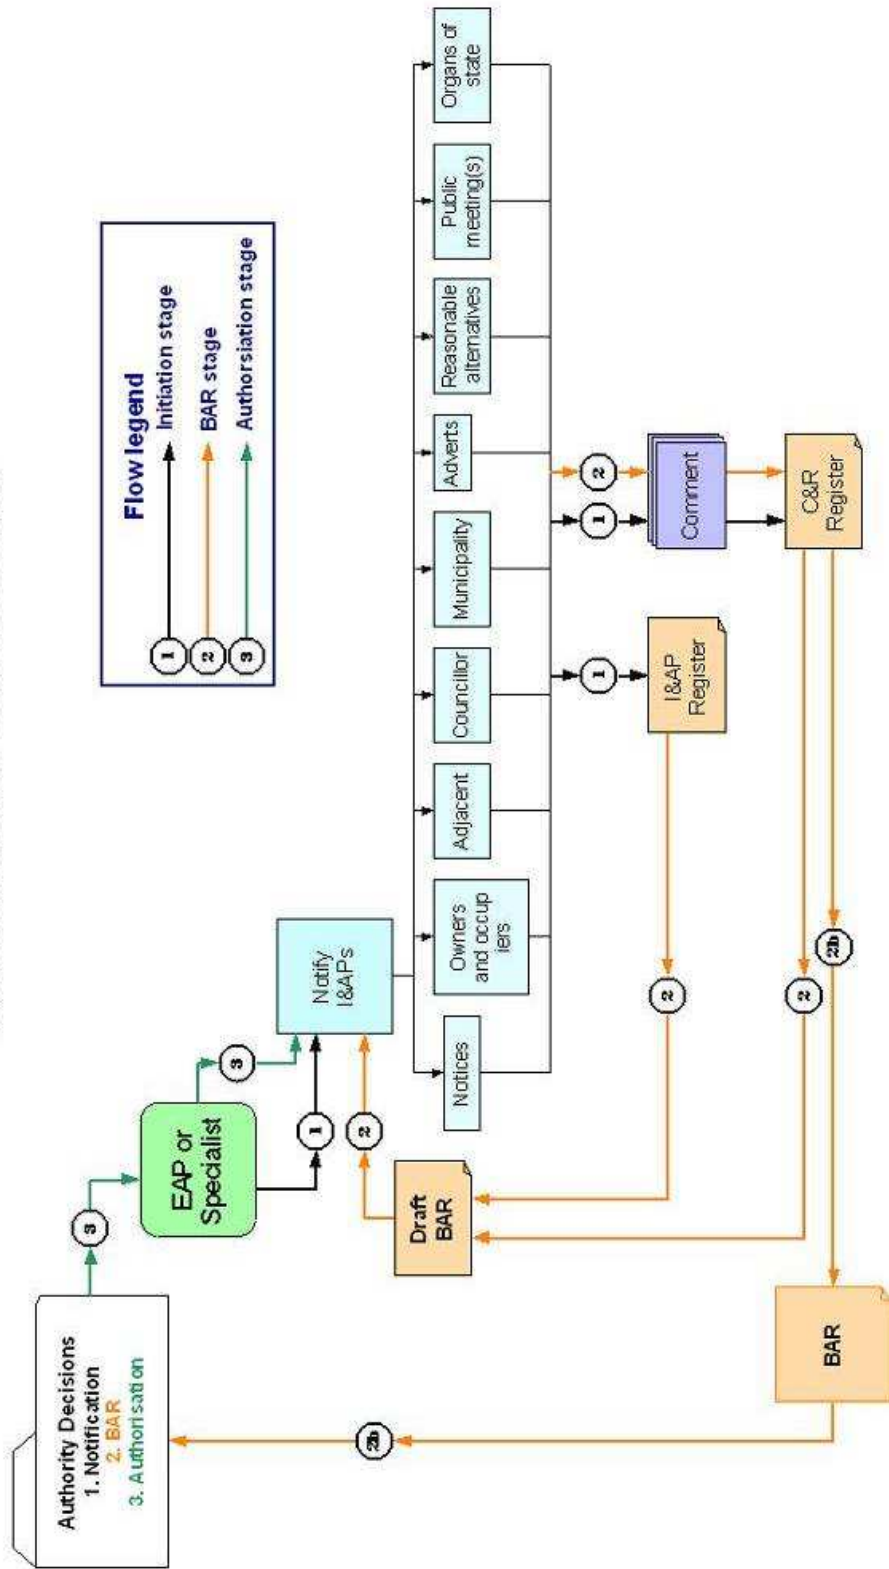 Authority Decisions
1. Notification
2. BAR
3. Authorisation
3
EAP or
Specialist
3
1
2
Notify
I&APs
Flow legend
1
Initiation stage
2
BAR stage
3
Authorsiation stage
Draft
BAR
Notices
Owners
and occup
iers
Adjacent
Councillor
Municipality
Adverts
Reasonable
alternatives
Public
meeting(s)
Organs of
state
1
1
2
I&AP
Register
Comment
2
2b
2
2b
BAR
C&R
Register